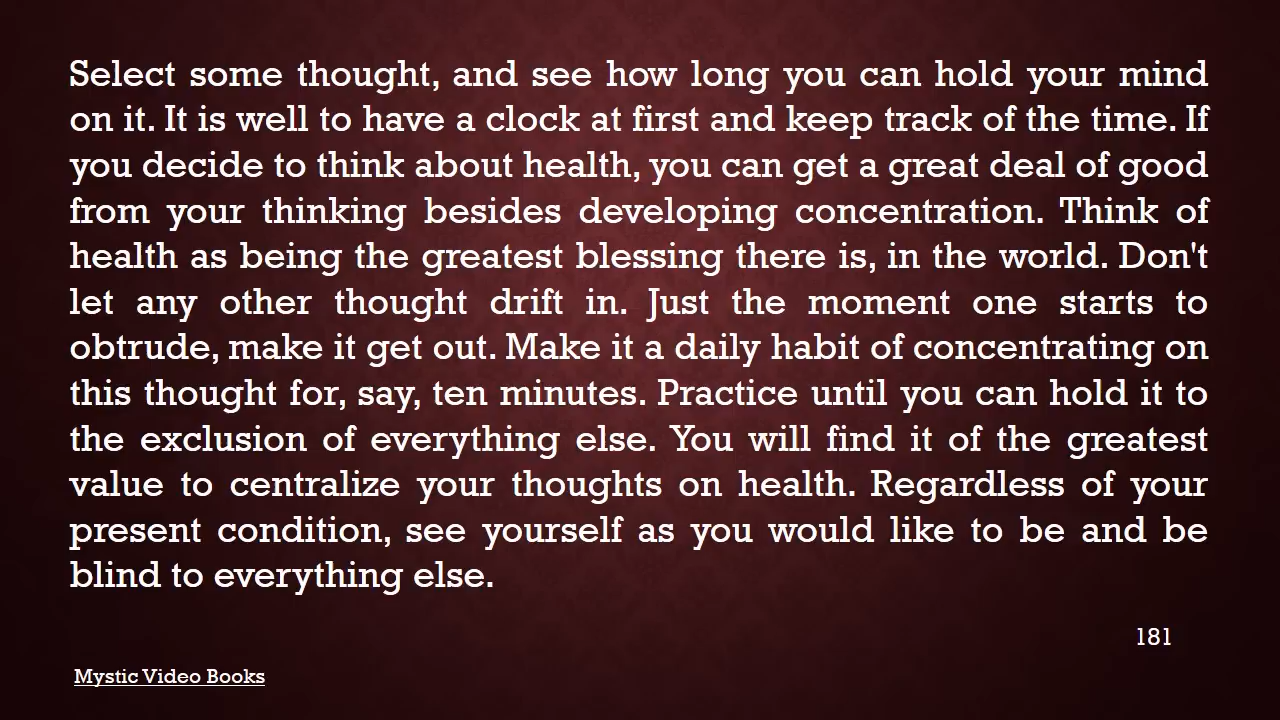 Select some thought, and see how long you can hold your mind
on it. It is well to have a clock at first and keep track of the time. If
you decide to think about health, you can get a great deal of good
from your thinking besides developing concentration. Think of
health as being the greatest blessing there is, in the world. Don't
let any other thought drift in. Just the moment one starts to
obtrude, make it get out. Make it a daily habit of concentrating on
this thought for, say, ten minutes. Practice until you can hold it to
the exclusion of everything else. You will find it of the greatest
value to centralize your thoughts on health. Regardless of your
present condition, see yourself as you would like to be and be
blind to everything else.
181
Mystic Video Books